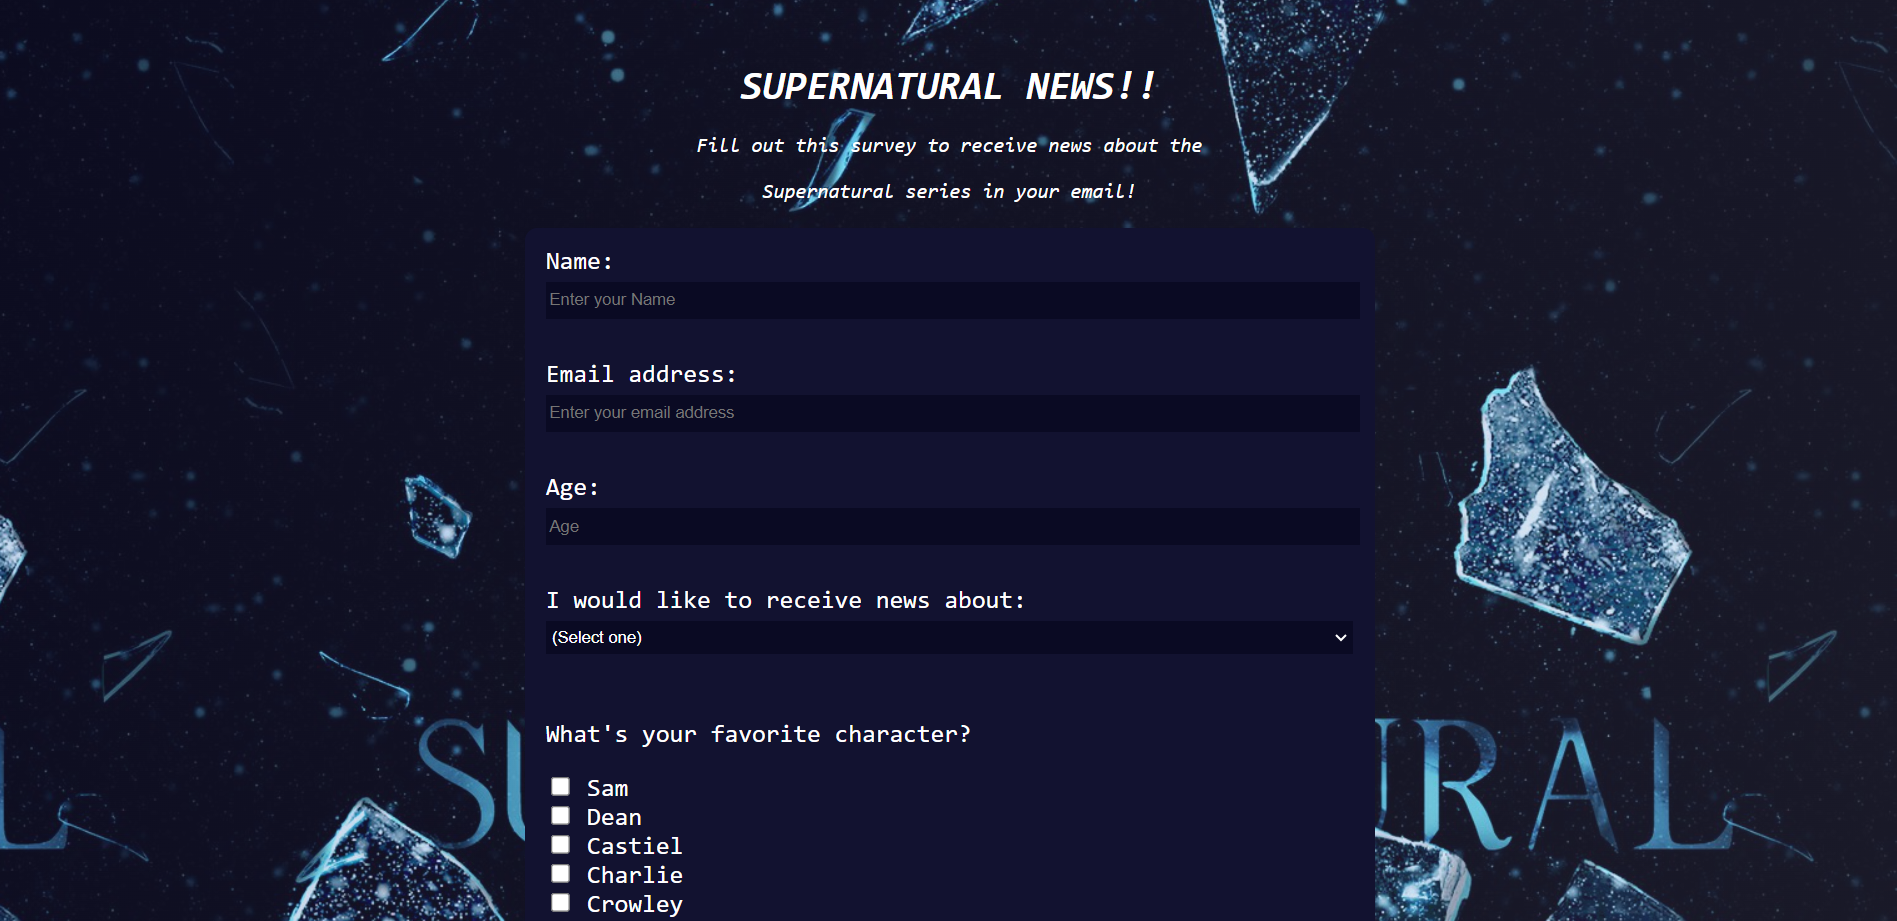 SUPERNATURAL NEWS!!
Fill out this survey to receive news about the
Supernatural series in your email!
Name:
Enter your Name
Email address:
Enter your email address
Age:
Age
I would like to receive news about:
(Select one)
What's your favorite character?
Sam
Dean
Castiel
Charlie
Crowley
L SU URAL